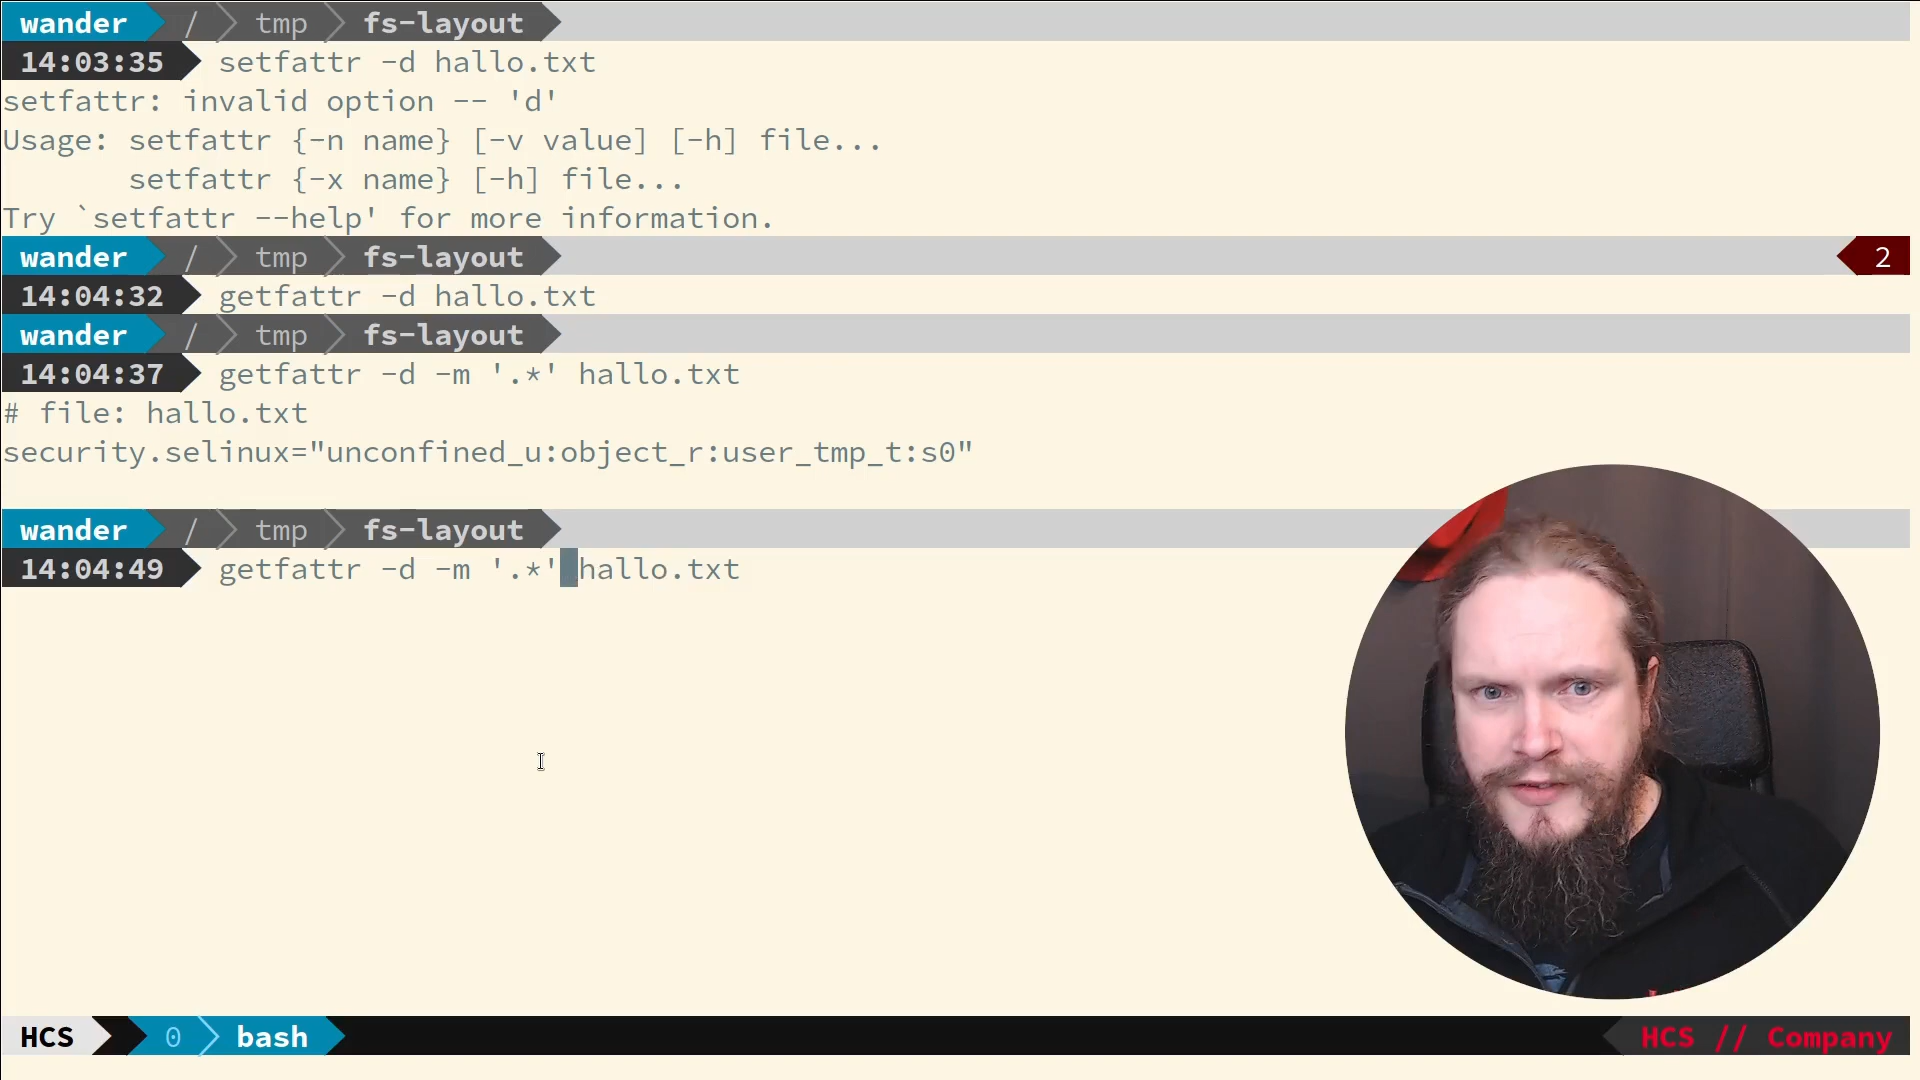 wander / tmp fs-layout
14:03:35 setfattr -d hallo.txt
setfattr: invalid option -- 'd'
Usage: setfattr {-n name} [-v value] [-h] file...
       setfattr {-x name} [-h] file...
Try `setfattr --help' for more information.
wander / tmp fs-layout 2
14:04:32 getfattr -d hallo.txt
wander / tmp fs-layout
14:04:37 getfattr -d -m '.*' hallo.txt
# file: hallo.txt
security.selinux="unconfined_u:object_r:user_tmp_t:s0"
wander / tmp fs-layout
14:04:49 getfattr -d -m '.*' hallo.txt
HCS 0 bash HCS // Company